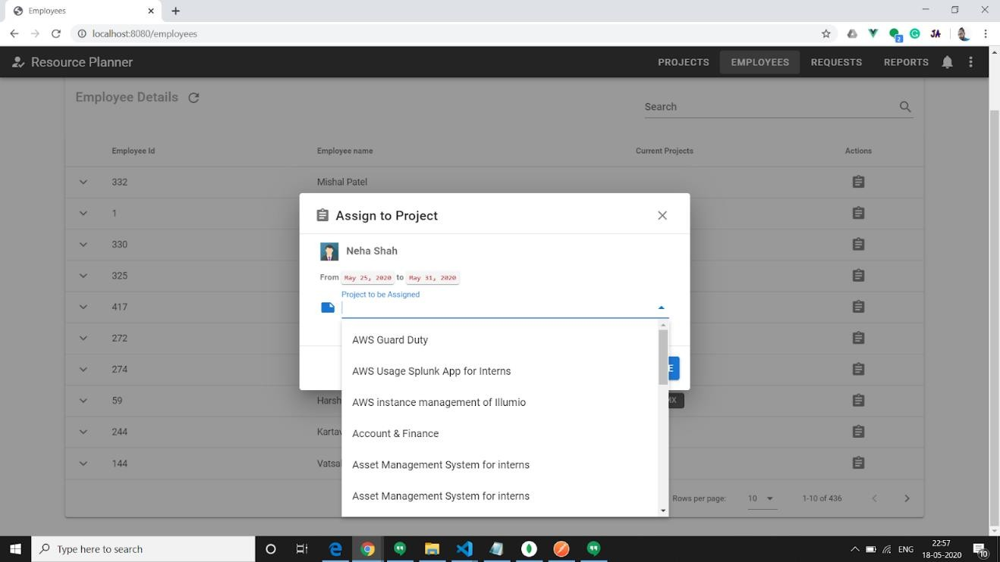 Employees
localhost:8080/employees
2
JA
Resource Planner
PROJECTS EMPLOYEES REQUESTS REPORTS
Employee Details
Search
Employee Id Employee name Current Projects Actions
332 Mishal Patel
1
330
325
417
272
274
59 Harsh
244
144
Assign to Project
Neha Shah
From May 25, 2020 to May 31, 2020
Project to be Assigned
E
AWS Guard Duty
AWS Usage Splunk App for Interns
AWS instance management of Illumio
Account & Finance
Asset Management System for interns
Asset Management System for interns
Rows per page: 10 1-10 of 436
Type here to search
ENG
22:57
18-05-2020
10